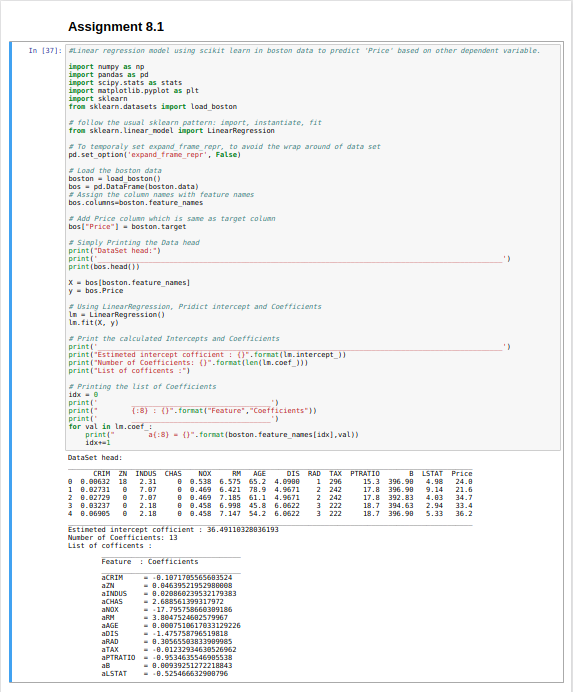 Assignment 8.1
In [37]: #Linear regression model using scikit learn in boston data to predict 'Price' based on other dependent variable.
import numpy as np
import pandas as pd
import scipy.stats as stats
import matplotlib.pyplot as plt
import sklearn
from sklearn.datasets import load_boston
# follow the usual sklearn pattern: import, instantiate, fit
from sklearn.linear_model import LinearRegression
# To temporaly set expand_frame_repr, to avoid the wrap around of data set
pd.set_option('expand_frame_repr', False)
# Load the boston data
boston = load_boston()
bos = pd.DataFrame(boston.data)
# Assign the column names with feature names
bos.columns=boston.feature_names
# Add Price column which is same as target column
bos["Price"] = boston.target
# Simply Printing the Data head
print("DataSet head:")
print('____________________________________________________________________________________________________')
print(bos.head())
X = bos[boston.feature_names]
y = bos.Price
# Using LinearRegression, Pridict intercept and Coefficients
lm = LinearRegression()
lm.fit(X, y)
# Print the calculated Intercepts and Coefficients
print('____________________________________________________________________________________________________')
print("Estimeted intercept cofficient : {}".format(lm.intercept_))
print("Number of Coefficients: {}".format(len(lm.coef_)))
print("List of cofficents :")
# Printing the list of Coefficients
idx = 0
print('        _________________________________')
print("        {:8} : {}".format("Feature","Coefficients"))
print('        _________________________________')
for val in lm.coef_:
    print("        a{:8} = {}".format(boston.feature_names[idx],val))
    idx+=1
DataSet head:
CRIM ZN INDUS CHAS NOX RM AGE DIS RAD TAX PTRATIO B LSTAT Price
0 0.00632 18 2.31 0 0.538 6.575 65.2 4.0900 1 296 15.3 396.90 4.98 24.0
1 0.02731 0 7.07 0 0.469 6.421 78.9 4.9671 2 242 17.8 396.90 9.14 21.6
2 0.02729 0 7.07 0 0.469 7.185 61.1 4.9671 2 242 17.8 392.83 4.03 34.7
3 0.03237 0 2.18 0 0.458 6.998 45.8 6.0622 3 222 18.7 394.63 2.94 33.4
4 0.06905 0 2.18 0 0.458 7.147 54.2 6.0622 3 222 18.7 396.90 5.33 36.2
Estimeted intercept cofficient : 36.49110328036193
Number of Coefficients: 13
List of cofficents :
Feature : Coefficients
aCRIM = -0.1071705565603524
aZN = 0.04639521952980008
aINDUS = 0.020860239532179383
aCHAS = 2.688561399317972
aNOX = -17.795758660309186
aRM = 3.8047524602579967
aAGE = 0.0007510617033129226
aDIS = -1.475758796519818
aRAD = 0.30565503833909985
aTAX = -0.01232934630526962
aPTRATIO = -0.9534635546905538
aB = 0.00939251272218843
aLSTAT = -0.525466632900796